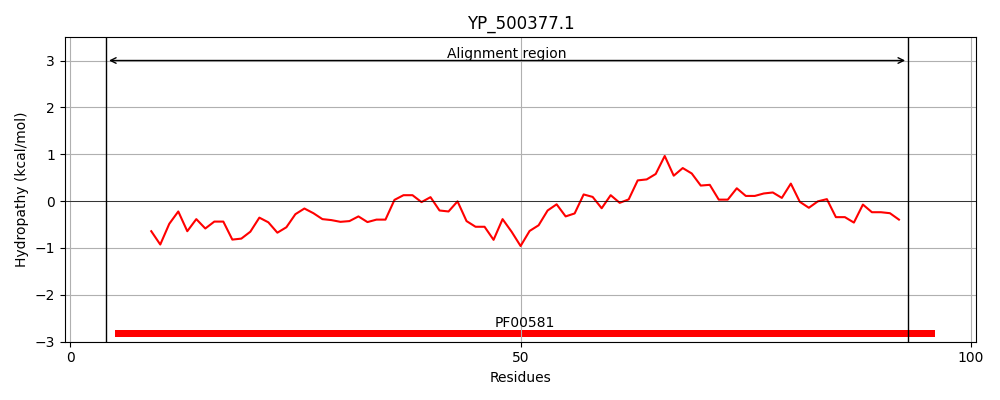 YP_500377.1
Alignment region
3
2
1
0
−1
−2
−3
Hydropathy (kcal/mol)
PF00581
0
50
100
Residues